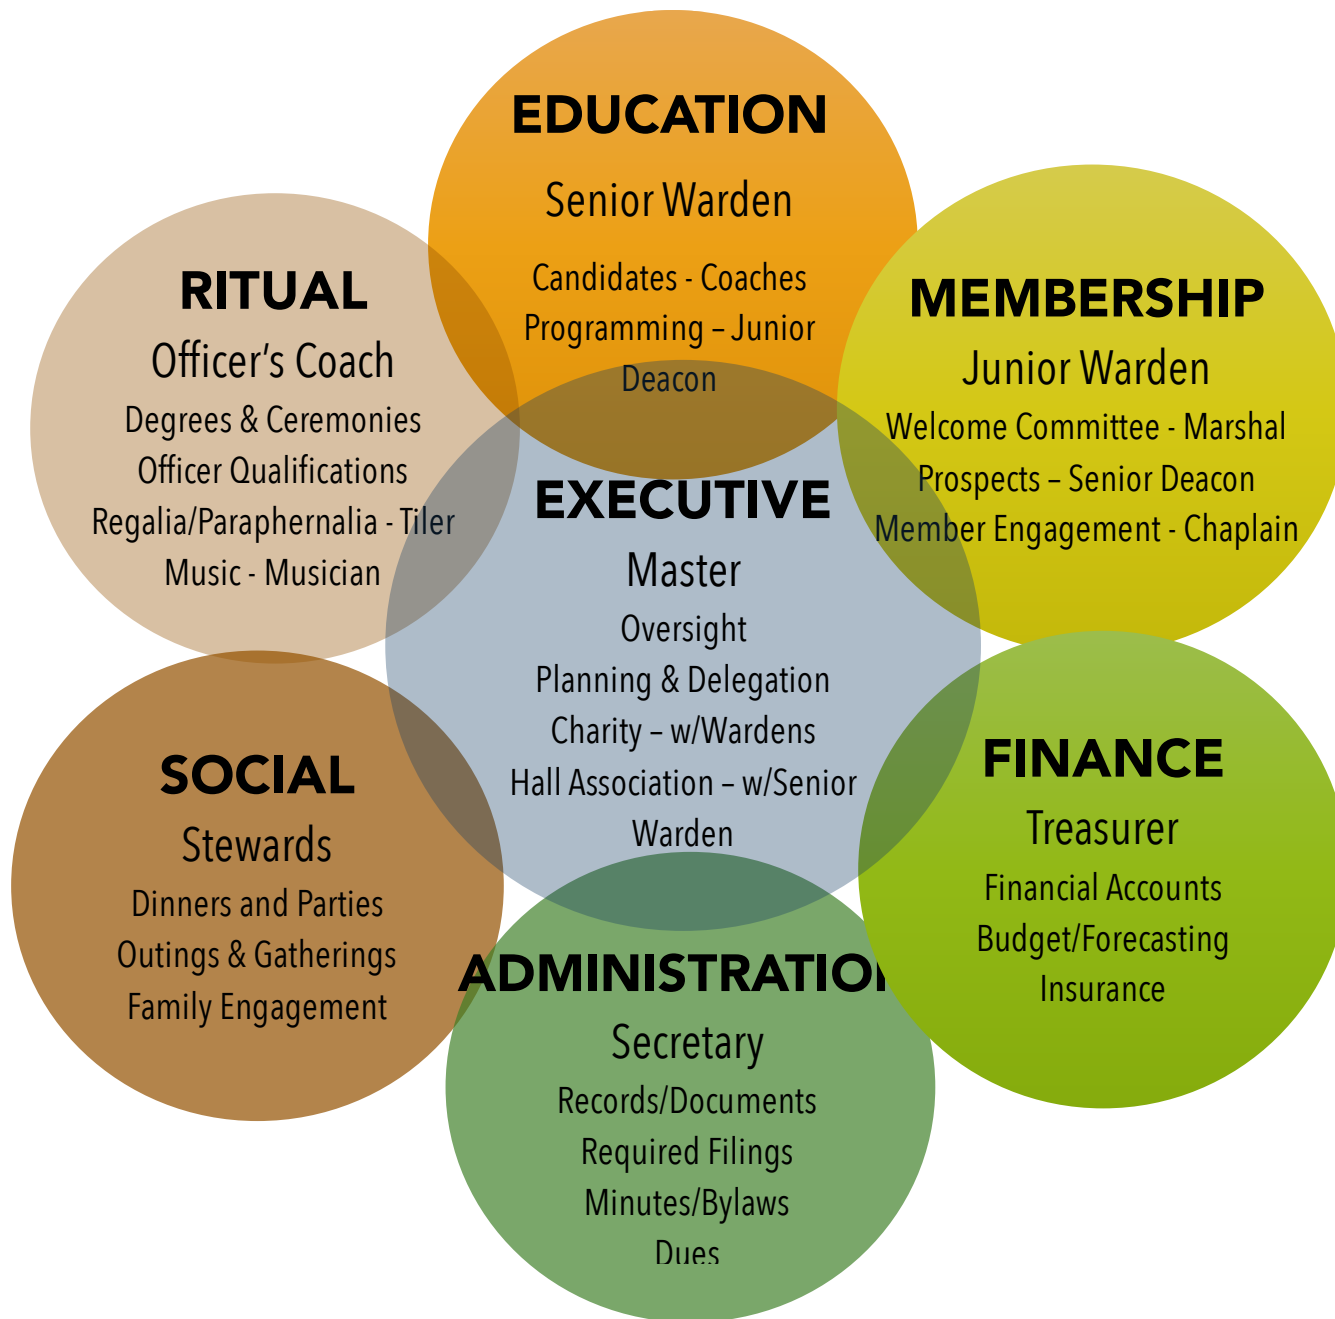 EDUCATION
Senior Warden
Candidates - Coaches
Programming – Junior
Deacon
RITUAL
Officer’s Coach
Degrees & Ceremonies
Officer Qualifications
Regalia/Paraphernalia - Tiler
Music - Musician
MEMBERSHIP
Junior Warden
Welcome Committee - Marshal
Prospects – Senior Deacon
Member Engagement - Chaplain
EXECUTIVE
Master
Oversight
Planning & Delegation
Charity – w/Wardens
Hall Association – w/Senior
Warden
SOCIAL
Stewards
Dinners and Parties
Outings & Gatherings
Family Engagement
FINANCE
Treasurer
Financial Accounts
Budget/Forecasting
Insurance
ADMINISTRATION
Secretary
Records/Documents
Required Filings
Minutes/Bylaws
Dues